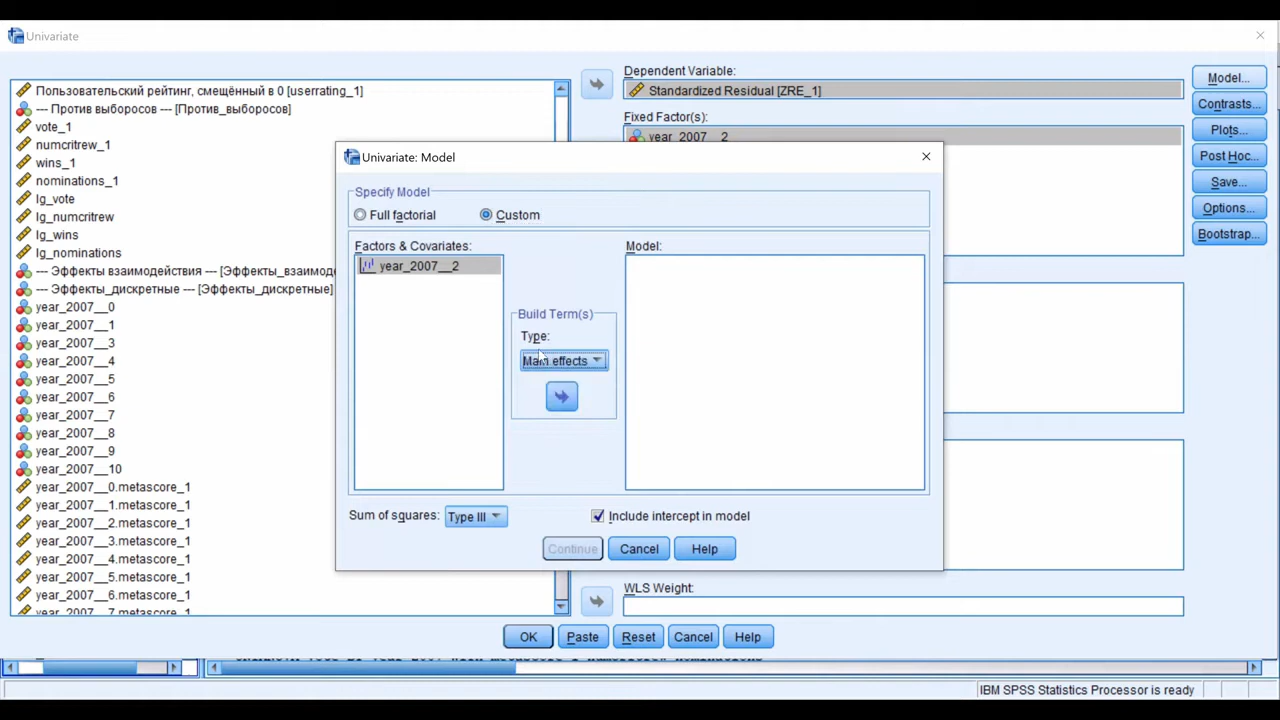 Univariate
Пользовательский рейтинг, смещённый в 0 [userrating_1]
--- Против выборосов --- [Против_выборосов]
vote_1
numcritrew_1
wins_1
nominations_1
lg_vote
lg_numcritrew
lg_wins
lg_nominations
--- Эффекты взаимодействия --- [Эффекты_взаимоде
--- Эффекты_дискретные --- [Эффекты_дискретные]
year_2007__0
year_2007__1
year_2007__3
year_2007__4
year_2007__5
year_2007__6
year_2007__7
year_2007__8
year_2007__9
year_2007__10
year_2007__0.metascore_1
year_2007__1.metascore_1
year_2007__2.metascore_1
year_2007__3.metascore_1
year_2007__4.metascore_1
year_2007__5.metascore_1
year_2007__6.metascore_1
year_2007__7.metascore_1
Dependent Variable:
Standardized Residual [ZRE_1]
Fixed Factor(s):
year_2007__2
WLS Weight:
Model...
Contrasts...
Plots...
Post Hoc...
Save...
Options...
Bootstrap...
Univariate: Model
Specify Model
Full factorial
Custom
Factors & Covariates:
year_2007__2
Build Term(s)
Type:
Main effects
Model:
Sum of squares:
Type III
Include intercept in model
Continue
Cancel
Help
OK
Paste
Reset
Cancel
Help
IBM SPSS Statistics Processor is ready